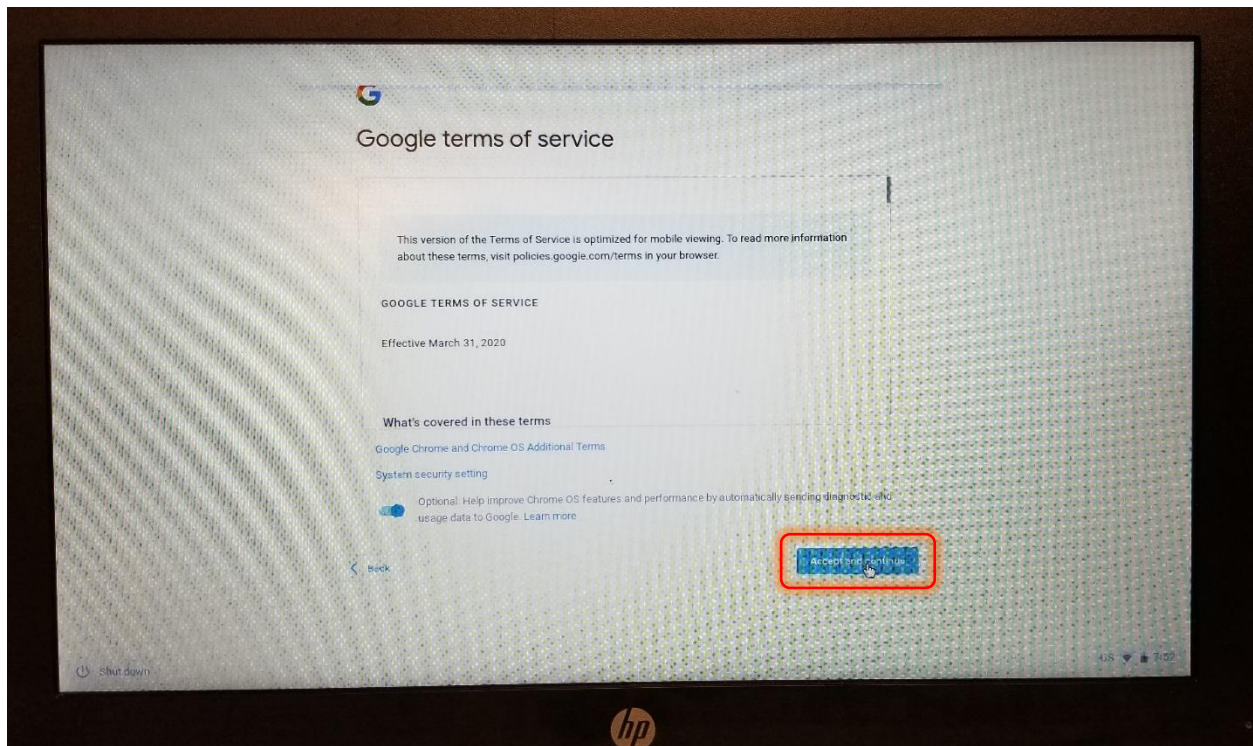 G
Google terms of service
This version of the Terms of Service is optimized for mobile viewing. To read more information
about these terms, visit policies.google.com/terms in your browser.
GOOGLE TERMS OF SERVICE
Effective March 31, 2020
What's covered in these terms
Google Chrome and Chrome OS Additional Terms
System security setting
Optional: Help improve Chrome OS features and performance by automatically sending diagnostic and
usage data to Google. Learn more
Back
Accept and continue
Shut down
US 7:52
hp